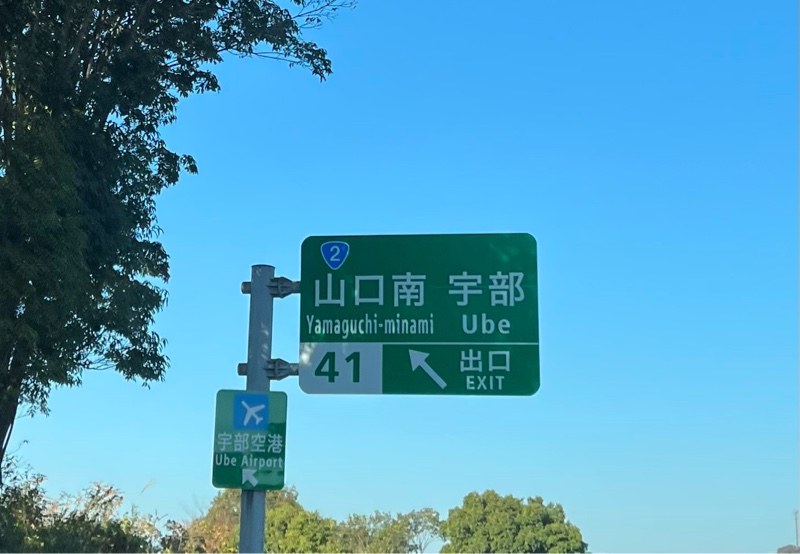 2
山口南 宇部
Yamaguchi-minami Ube
41 出口
EXIT
宇部空港
Ube Airport